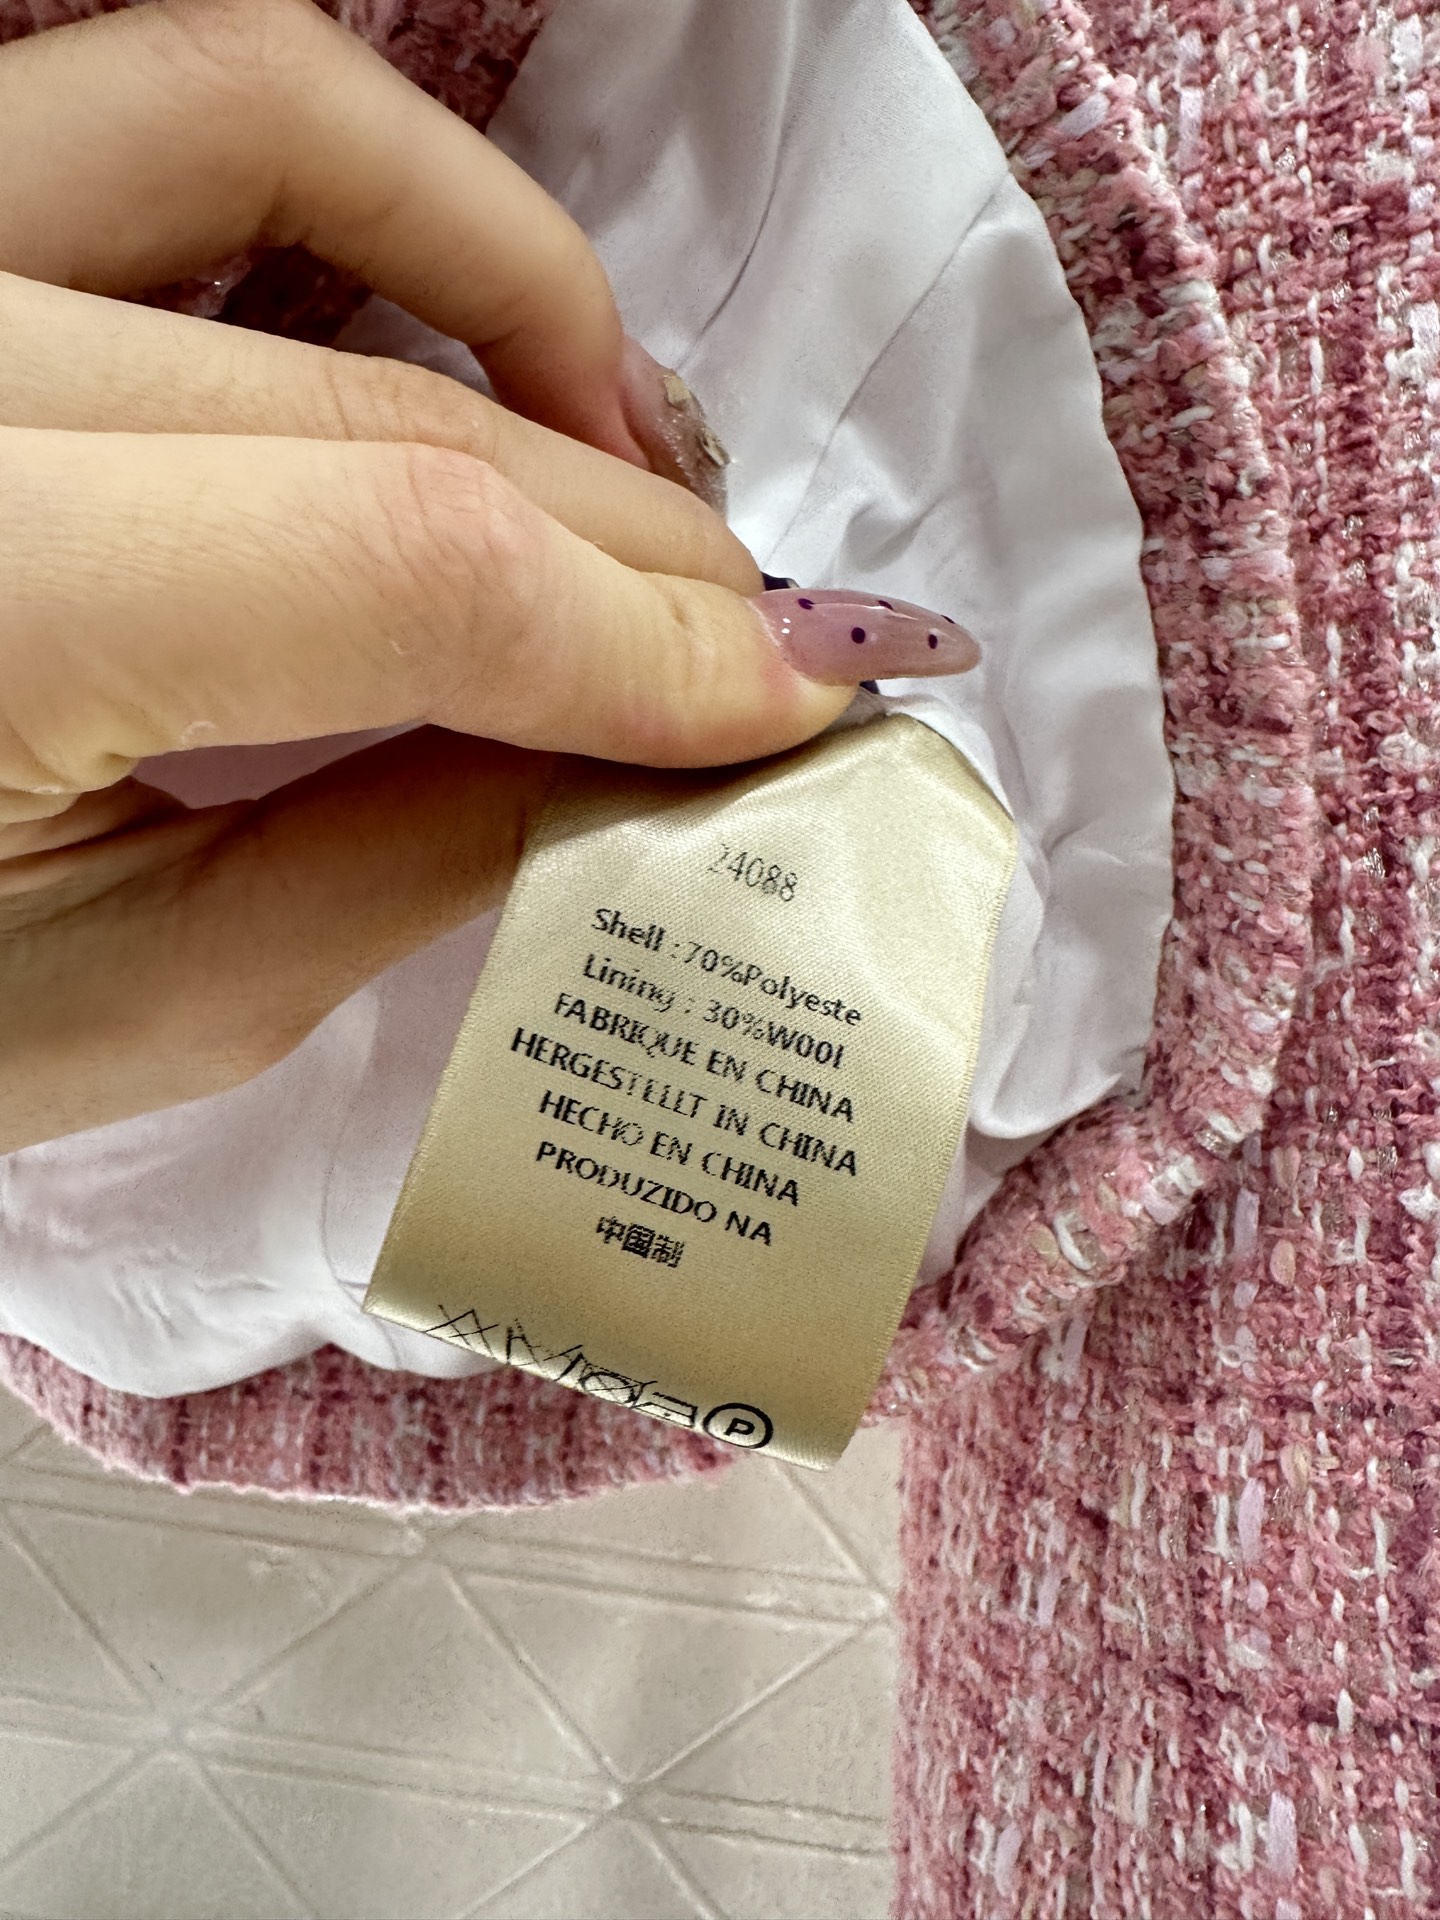 24088
Shell :70%Polyeste
Lining : 30%W00l
FABRIQUE EN CHINA
HERGESTELLT IN CHINA
HECHO EN CHINA
PRODUZIDO NA
中国制
P